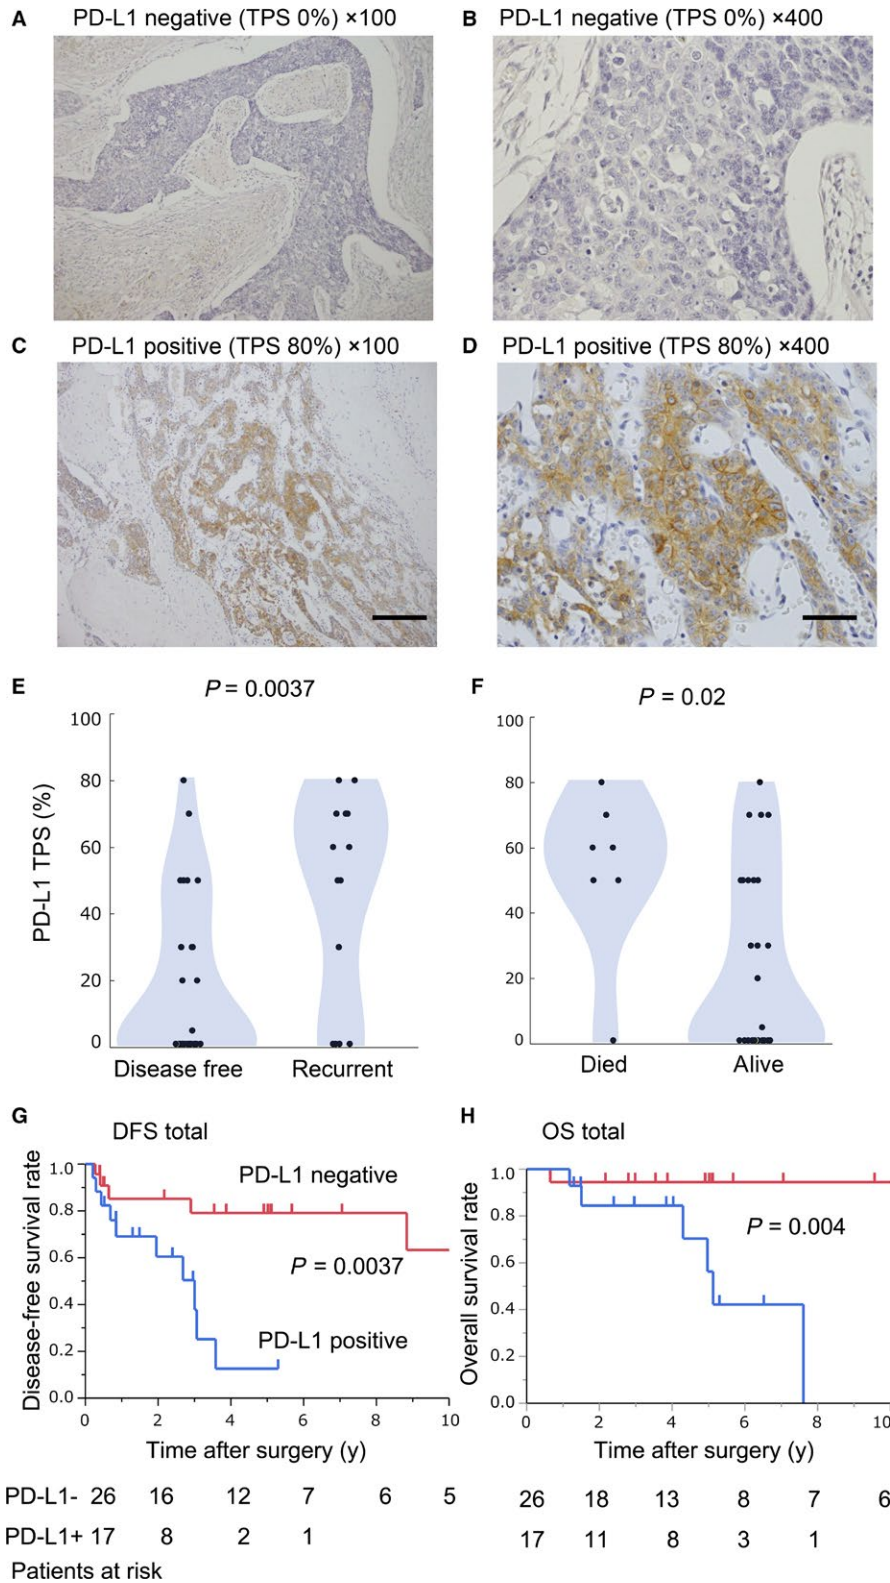 A PD-L1 negative (TPS 0%) ×100
B PD-L1 negative (TPS 0%) ×400
C PD-L1 positive (TPS 80%) ×100
D PD-L1 positive (TPS 80%) ×400
E
P = 0.0037
PD-L1 TPS (%)
100
80
60
40
20
0
Disease free Recurrent
F
P = 0.02
100
80
60
40
20
0
Died Alive
G DFS total
Disease-free survival rate
1.0
0.8
0.6
0.4
0.2
0.0
PD-L1 negative
P = 0.0037
PD-L1 positive
0 2 4 6 8 10
Time after surgery (y)
H OS total
Overall survival rate
1.0
0.8
0.6
0.4
0.2
0.0
P = 0.004
0 2 4 6 8 10
Time after surgery (y)
PD-L1- 26 16 12 7 6 5 26 18 13 8 7 6
PD-L1+ 17 8 2 1 17 11 8 3 1
Patients at risk